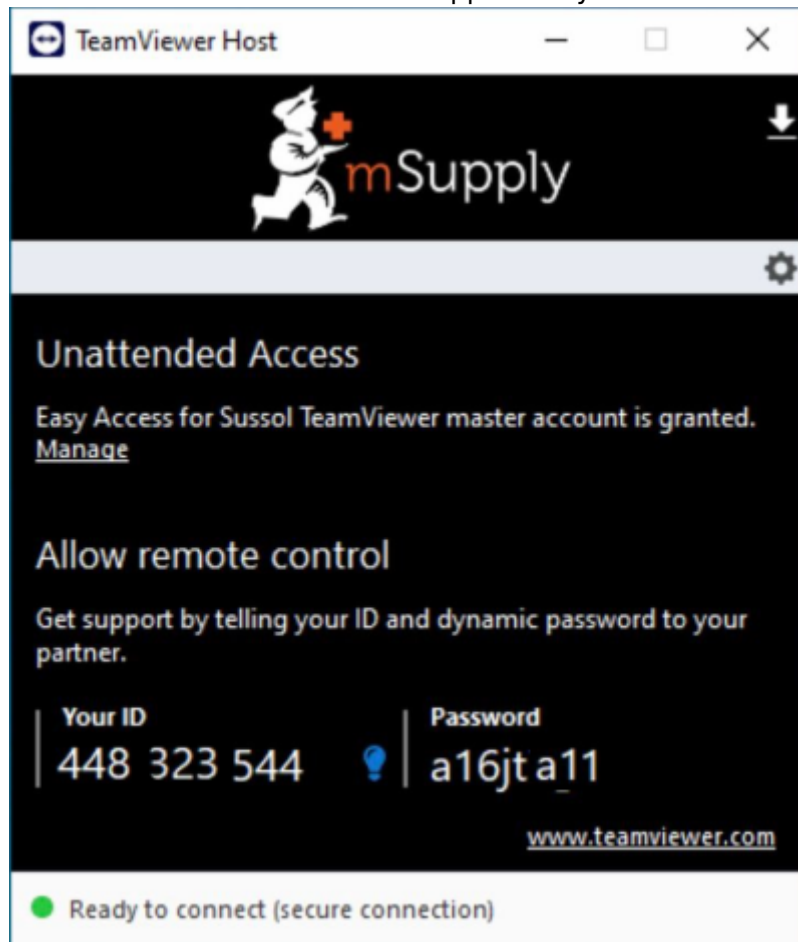 TeamViewer Host
mSupply
Unattended Access
Easy Access for Sussol TeamViewer master account is granted.
Manage
Allow remote control
Get support by telling your ID and dynamic password to your
partner.
Your ID
448 323 544
Password
a16jt a11
www.teamviewer.com
Ready to connect (secure connection)